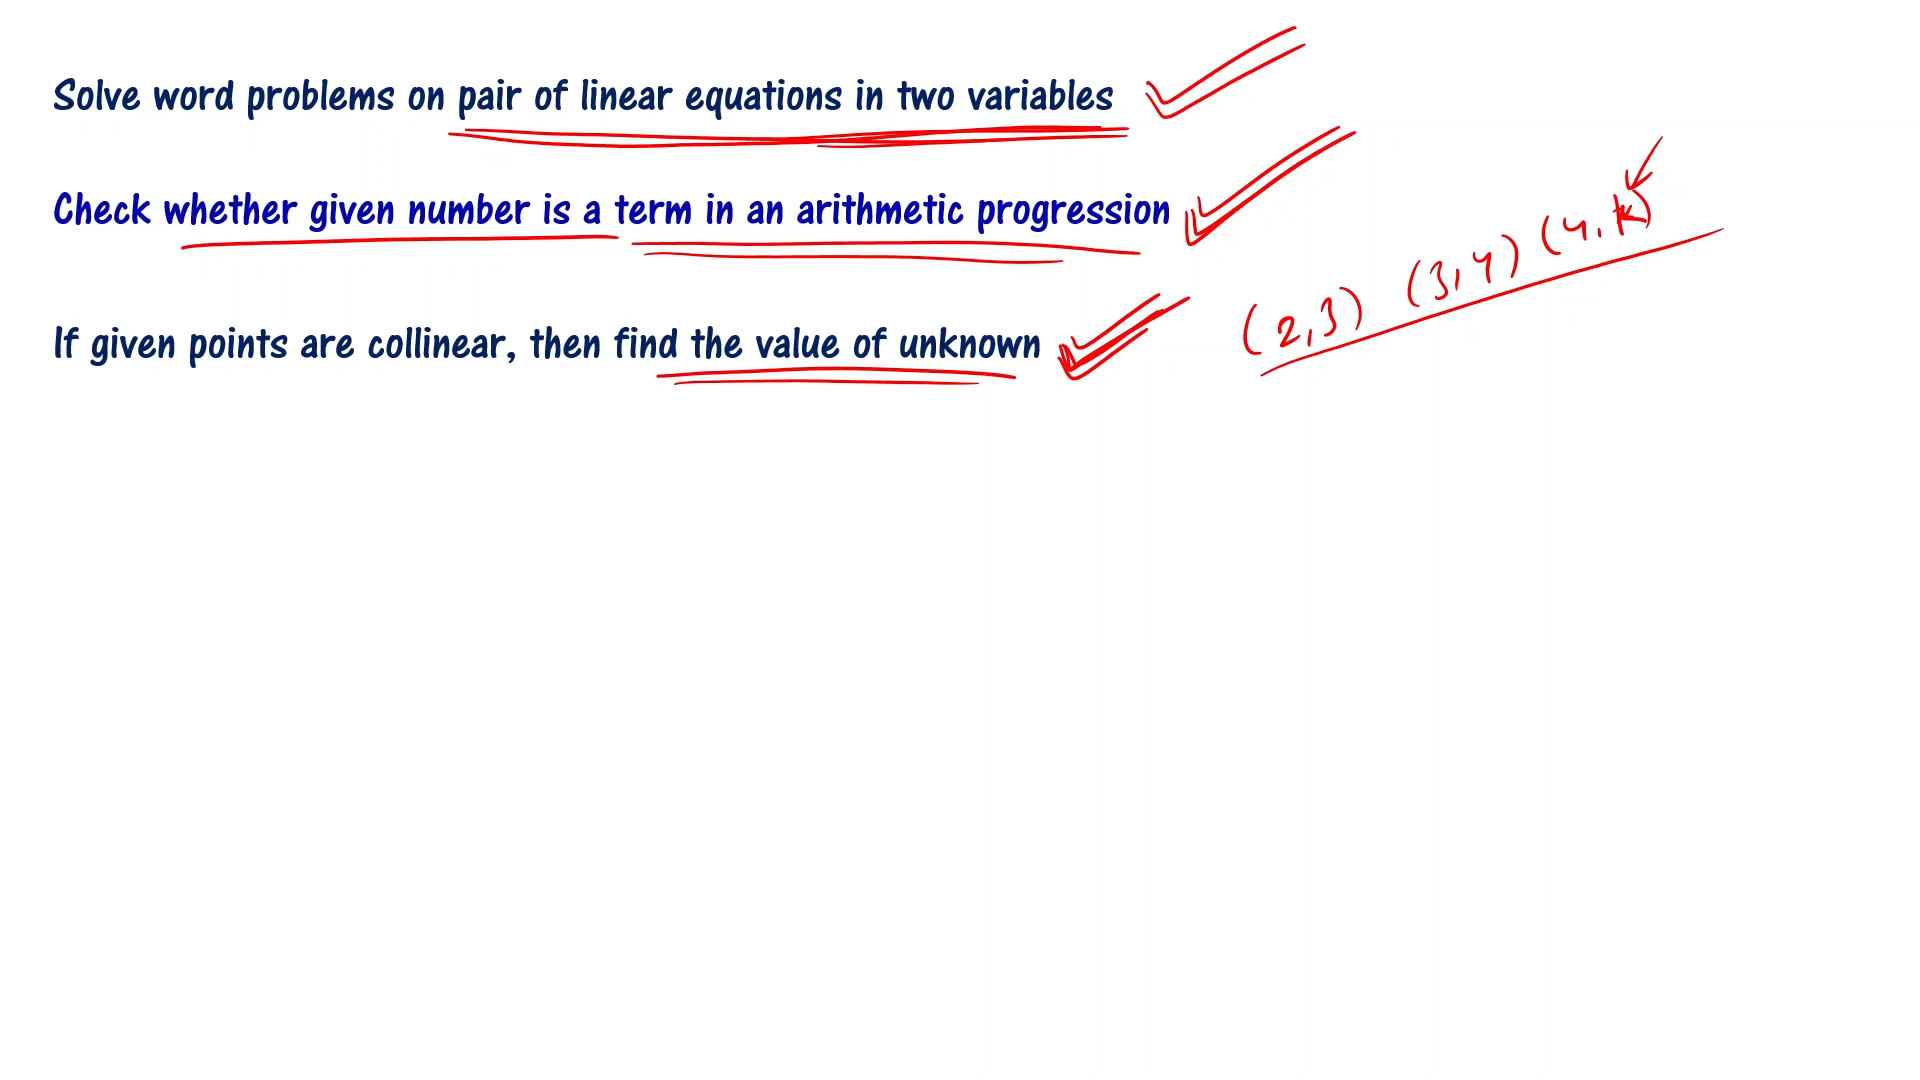 Solve word problems on pair of linear equations in two variables
Check whether given number is a term in an arithmetic progression
(2,3) (3,4) (4,k)
If given points are collinear, then find the value of unknown